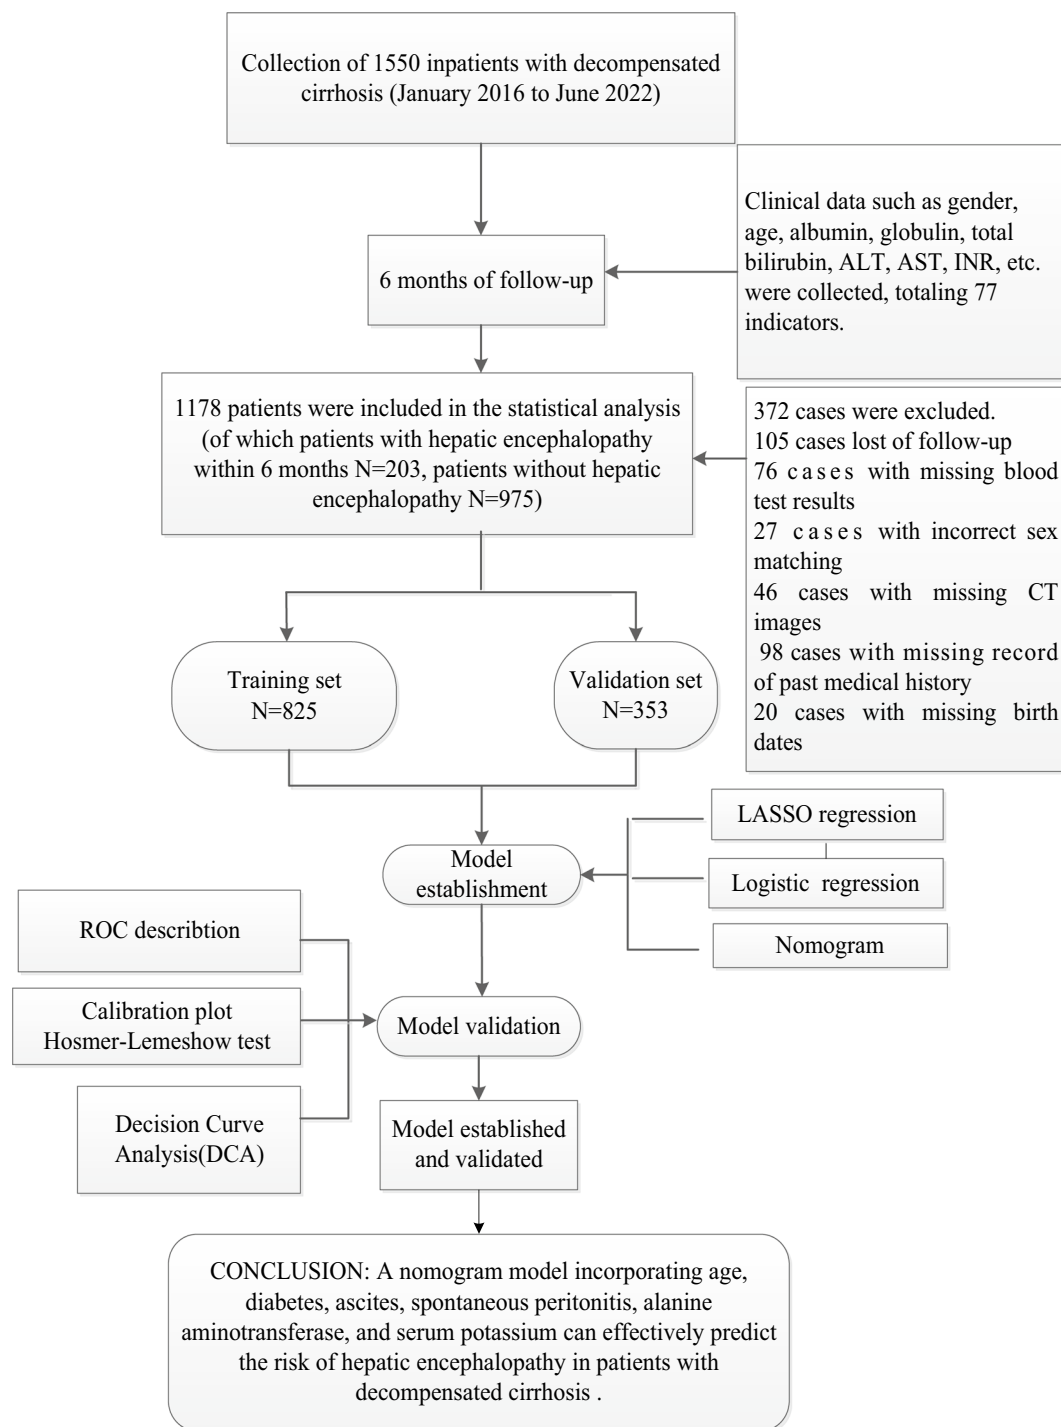 Collection of 1550 inpatients with decompensated
cirrhosis (January 2016 to June 2022)
Clinical data such as gender,
age, albumin, globulin, total
bilirubin, ALT, AST, INR, etc.
were collected, totaling 77
indicators.
6 months of follow-up
1178 patients were included in the statistical analysis
(of which patients with hepatic encephalopathy
within 6 months N=203, patients without hepatic
encephalopathy N=975)
372 cases were excluded.
105 cases lost of follow-up
76 cases with missing blood
test results
27 cases with incorrect sex
matching
46 cases with missing CT
images
98 cases with missing record
of past medical history
20 cases with missing birth
dates
Training set
N=825
Validation set
N=353
Model
establishment
LASSO regression
Logistic regression
Nomogram
ROC describtion
Calibration plot
Hosmer-Lemeshow test
Decision Curve
Analysis(DCA)
Model validation
Model established
and validated
CONCLUSION: A nomogram model incorporating age,
diabetes, ascites, spontaneous peritonitis, alanine
aminotransferase, and serum potassium can effectively predict
the risk of hepatic encephalopathy in patients with
decompensated cirrhosis .